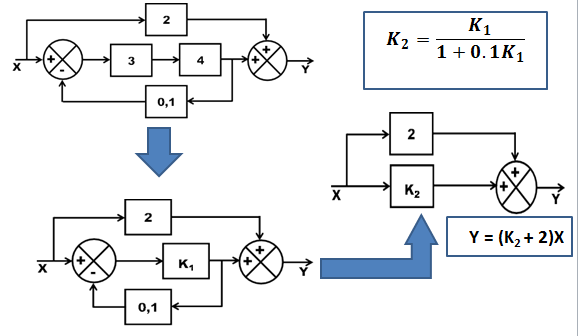 2
X
+
-
3
4
+
+
Y
0,1
K₂ = K₁ / 1 + 0.1K₁
2
X
+
-
K₁
+
+
Y
0,1
2
X
K₂
+
+
Y
Y = (K₂ + 2)X